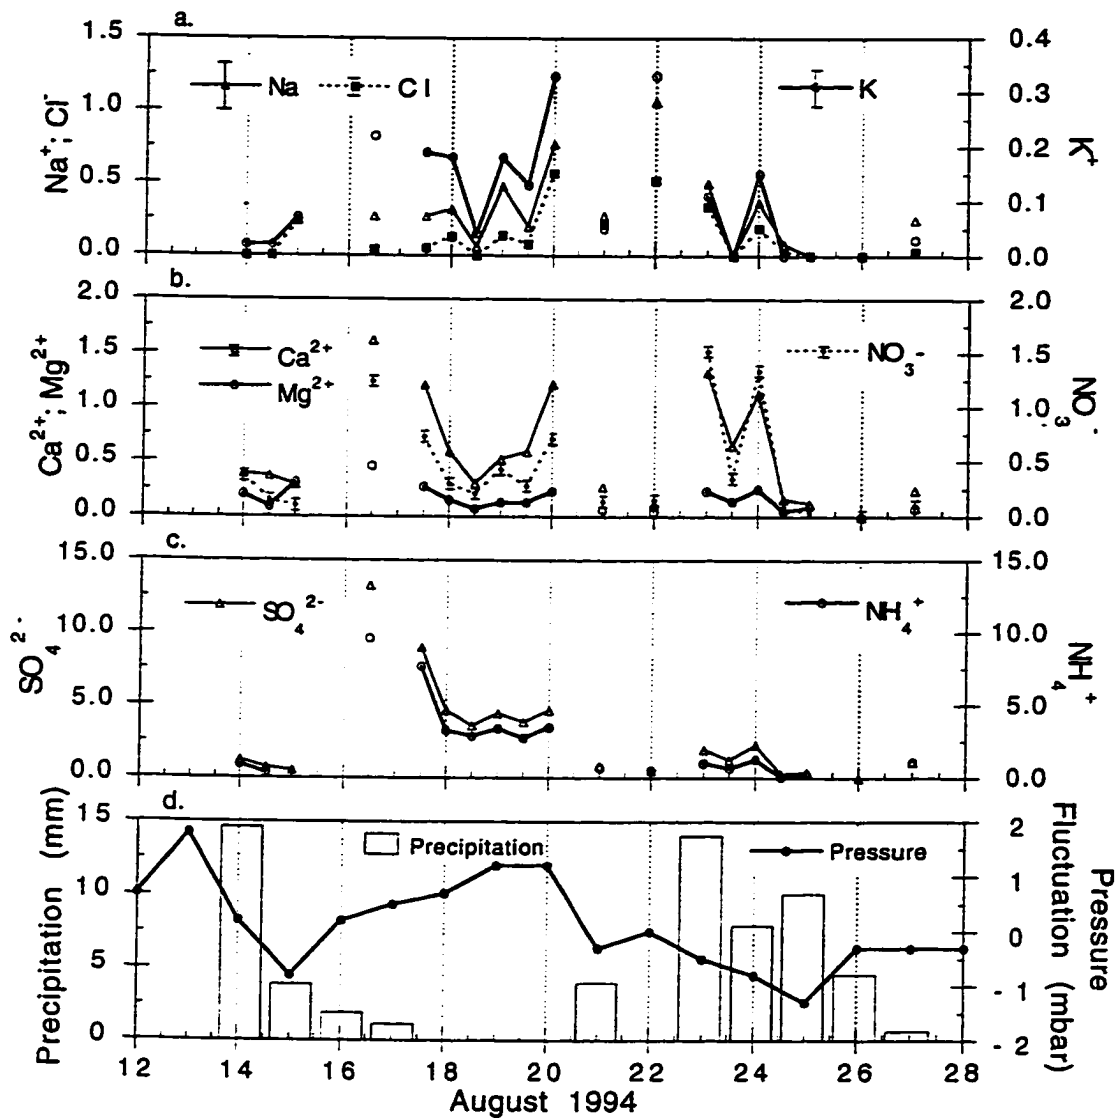 a.
1.5
1.0
0.5
0.0
Na⁺; Cl⁻
Na
Cl
K
0.4
0.3
0.2
0.1
0.0
K⁺
b.
2.0
1.5
1.0
0.5
0.0
Ca²⁺; Mg²⁺
Ca²⁺
Mg²⁺
NO₃⁻
2.0
1.5
1.0
0.5
0.0
NO₃⁻
c.
15.0
10.0
5.0
0.0
SO₄²⁻
SO₄²⁻
NH₄⁺
15.0
10.0
5.0
0.0
NH₄⁺
d.
15
10
5
0
Precipitation (mm)
Precipitation
Pressure
2
1
0
- 1
- 2
Pressure
Fluctuation (mbar)
12 14 16 18 20 22 24 26 28
August 1994